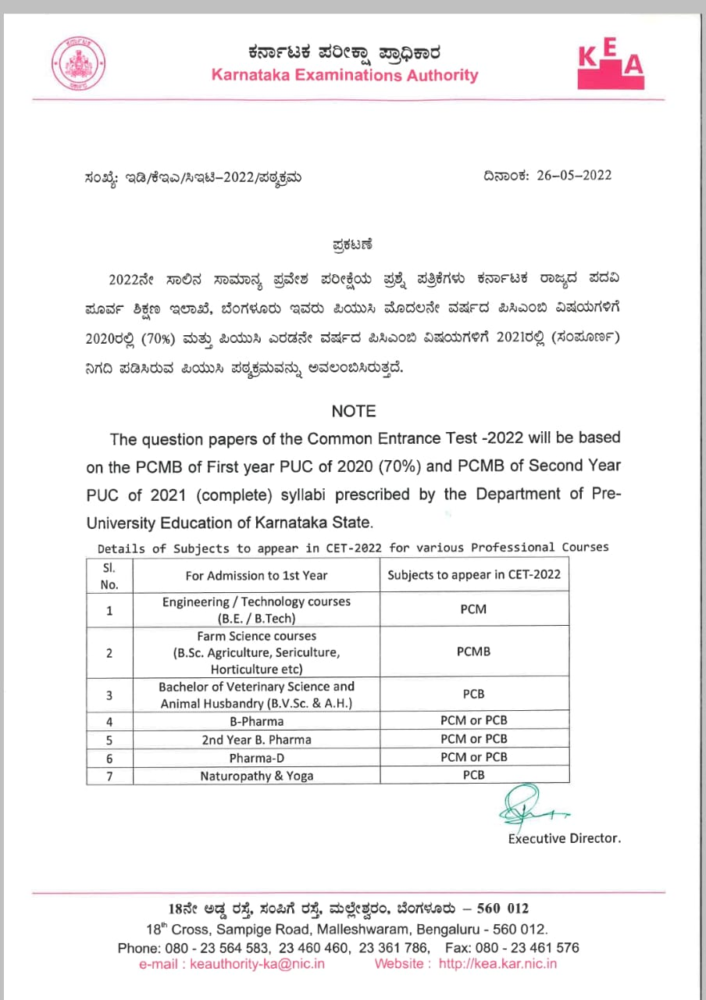 ಕರ್ನಾಟಕ
ಕರ್ನಾಟಕ ಪರೀಕ್ಷಾ ಪ್ರಾಧಿಕಾರ
Karnataka Examinations Authority
KEA
ಸಂಖ್ಯೆ: ಇಡಿ/ಕೆಇಎ/ಸಿಇಟಿ–2022/ಪಠ್ಯಕ್ರಮ ದಿನಾಂಕ: 26-05-2022
ಪ್ರಕಟಣೆ
2022ನೇ ಸಾಲಿನ ಸಾಮಾನ್ಯ ಪ್ರವೇಶ ಪರೀಕ್ಷೆಯ ಪ್ರಶ್ನೆ ಪತ್ರಿಕೆಗಳು ಕರ್ನಾಟಕ ರಾಜ್ಯದ ಪದವಿ
ಪೂರ್ವ ಶಿಕ್ಷಣ ಇಲಾಖೆ, ಬೆಂಗಳೂರು ಇವರು ಪಿಯುಸಿ ಮೊದಲನೇ ವರ್ಷದ ಪಿಸಿಎಂಬಿ ವಿಷಯಗಳಿಗೆ
2020ರಲ್ಲಿ (70%) ಮತ್ತು ಪಿಯುಸಿ ಎರಡನೇ ವರ್ಷದ ಪಿಸಿಎಂಬಿ ವಿಷಯಗಳಿಗೆ 2021ರಲ್ಲಿ (ಸಂಪೂರ್ಣ)
ನಿಗದಿ ಪಡಿಸಿರುವ ಪಿಯುಸಿ ಪಠ್ಯಕ್ರಮವನ್ನು ಅವಲಂಬಿಸಿರುತ್ತದೆ.
NOTE
The question papers of the Common Entrance Test -2022 will be based
on the PCMB of First year PUC of 2020 (70%) and PCMB of Second Year
PUC of 2021 (complete) syllabi prescribed by the Department of Pre-
University Education of Karnataka State.
Details of Subjects to appear in CET-2022 for various Professional Courses
Sl. No. For Admission to 1st Year Subjects to appear in CET-2022
1 Engineering / Technology courses PCM
(B.E. / B.Tech)
Farm Science courses
2 (B.Sc. Agriculture, Sericulture, PCMB
Horticulture etc)
3 Bachelor of Veterinary Science and PCB
Animal Husbandry (B.V.Sc. & A.H.)
4 B-Pharma PCM or PCB
5 2nd Year B. Pharma PCM or PCB
6 Pharma-D PCM or PCB
7 Naturopathy & Yoga PCB
Executive Director.
18ನೇ ಅಡ್ಡ ರಸ್ತೆ, ಸಂಪಿಗೆ ರಸ್ತೆ, ಮಲ್ಲೇಶ್ವರಂ, ಬೆಂಗಳೂರು – 560 012
18th Cross, Sampige Road, Malleshwaram, Bengaluru - 560 012.
Phone: 080 - 23 564 583, 23 460 460, 23 361 786, Fax: 080 - 23 461 576
e-mail : keauthority-ka@nic.in Website : http://kea.kar.nic.in